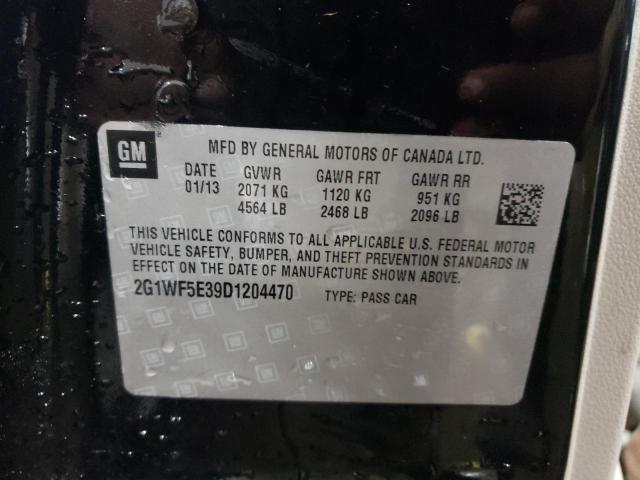 GM
MFD BY GENERAL MOTORS OF CANADA LTD.
DATE GVWR GAWR FRT GAWR RR
01/13 2071 KG 1120 KG 951 KG
4564 LB 2468 LB 2096 LB
THIS VEHICLE CONFORMS TO ALL APPLICABLE U.S. FEDERAL MOTOR
VEHICLE SAFETY, BUMPER, AND THEFT PREVENTION STANDARDS IN
EFFECT ON THE DATE OF MANUFACTURE SHOWN ABOVE.
2G1WF5E39D1204470 TYPE: PASS CAR